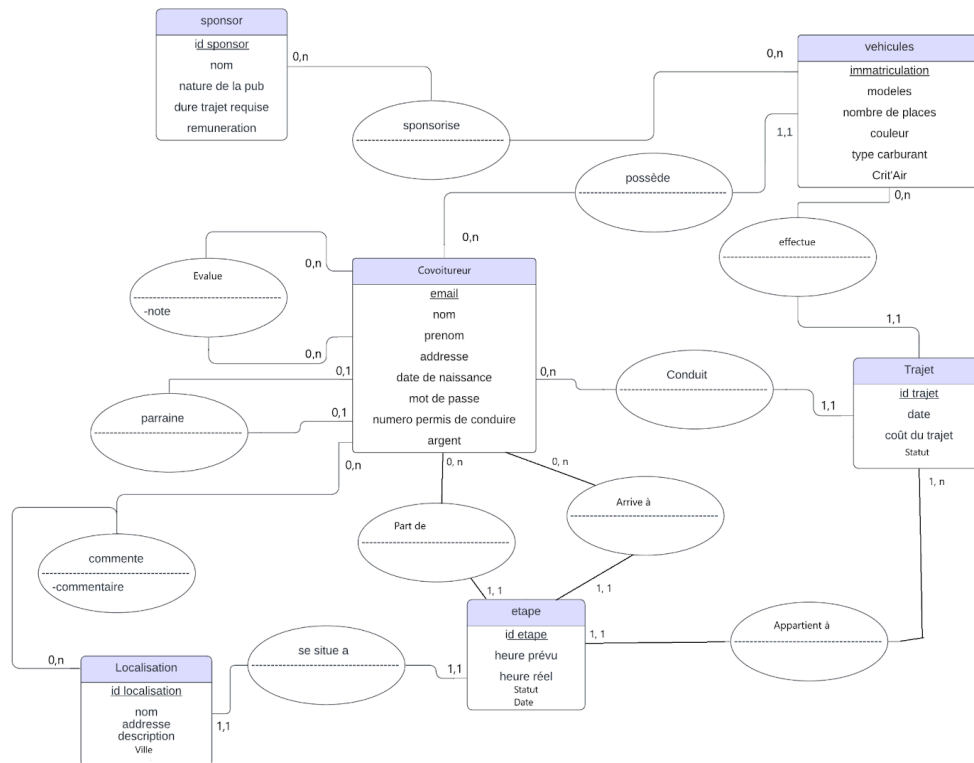 sponsor
id sponsor
nom
nature de la pub
dure trajet requise
remuneration
0,n
sponsorise
0,n
vehicules
immatriculation
modeles
nombre de places
couleur
type carburant
Crit'Air
1,1
possède
0,n
0,n
effectue
1,1
Evalue
-note
0,n
0,n
Covoitureur
email
nom
prenom
addresse
date de naissance
mot de passe
numero permis de conduire
argent
0,1
parraine
0,1
0,n
Conduit
1,1
Trajet
id trajet
date
coût du trajet
Statut
1, n
0,n
commente
-commentaire
0, n
Part de
1, 1
0, n
Arrive à
1, 1
etape
id etape
heure prévu
heure réel
Statut
Date
1, 1
Appartient à
se situe a
1,1
1,1
0,n
Localisation
id localisation
nom
addresse
description
Ville